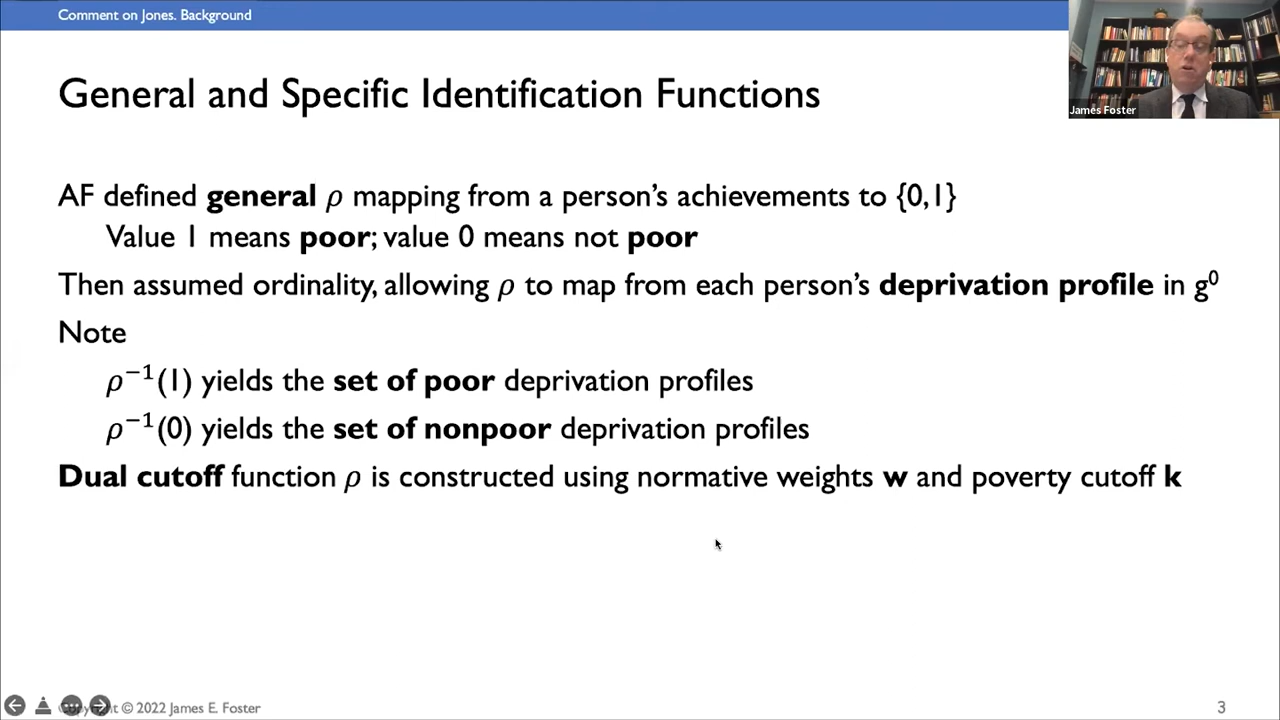 Comment on Jones. Background
James Foster
General and Specific Identification Functions
AF defined general ρ mapping from a person's achievements to {0,1}
Value 1 means poor; value 0 means not poor
Then assumed ordinality, allowing ρ to map from each person's deprivation profile in g⁰
Note
ρ⁻¹(1) yields the set of poor deprivation profiles
ρ⁻¹(0) yields the set of nonpoor deprivation profiles
Dual cutoff function ρ is constructed using normative weights w and poverty cutoff k
Copyright © 2022 James E. Foster
3